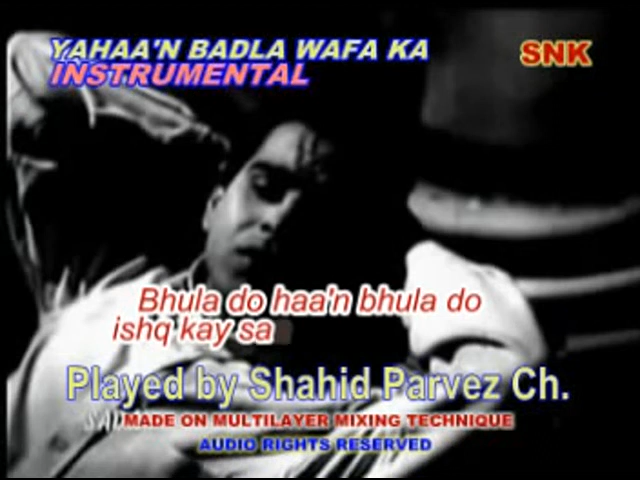 YAHAA'N BADLA WAFA KA
INSTRUMENTAL
SNK
Bhula do haa'n bhula do
ishq kay sa
Played by Shahid Parvez Ch.
MADE ON MULTILAYER MIXING TECHNIQUE
AUDIO RIGHTS RESERVED